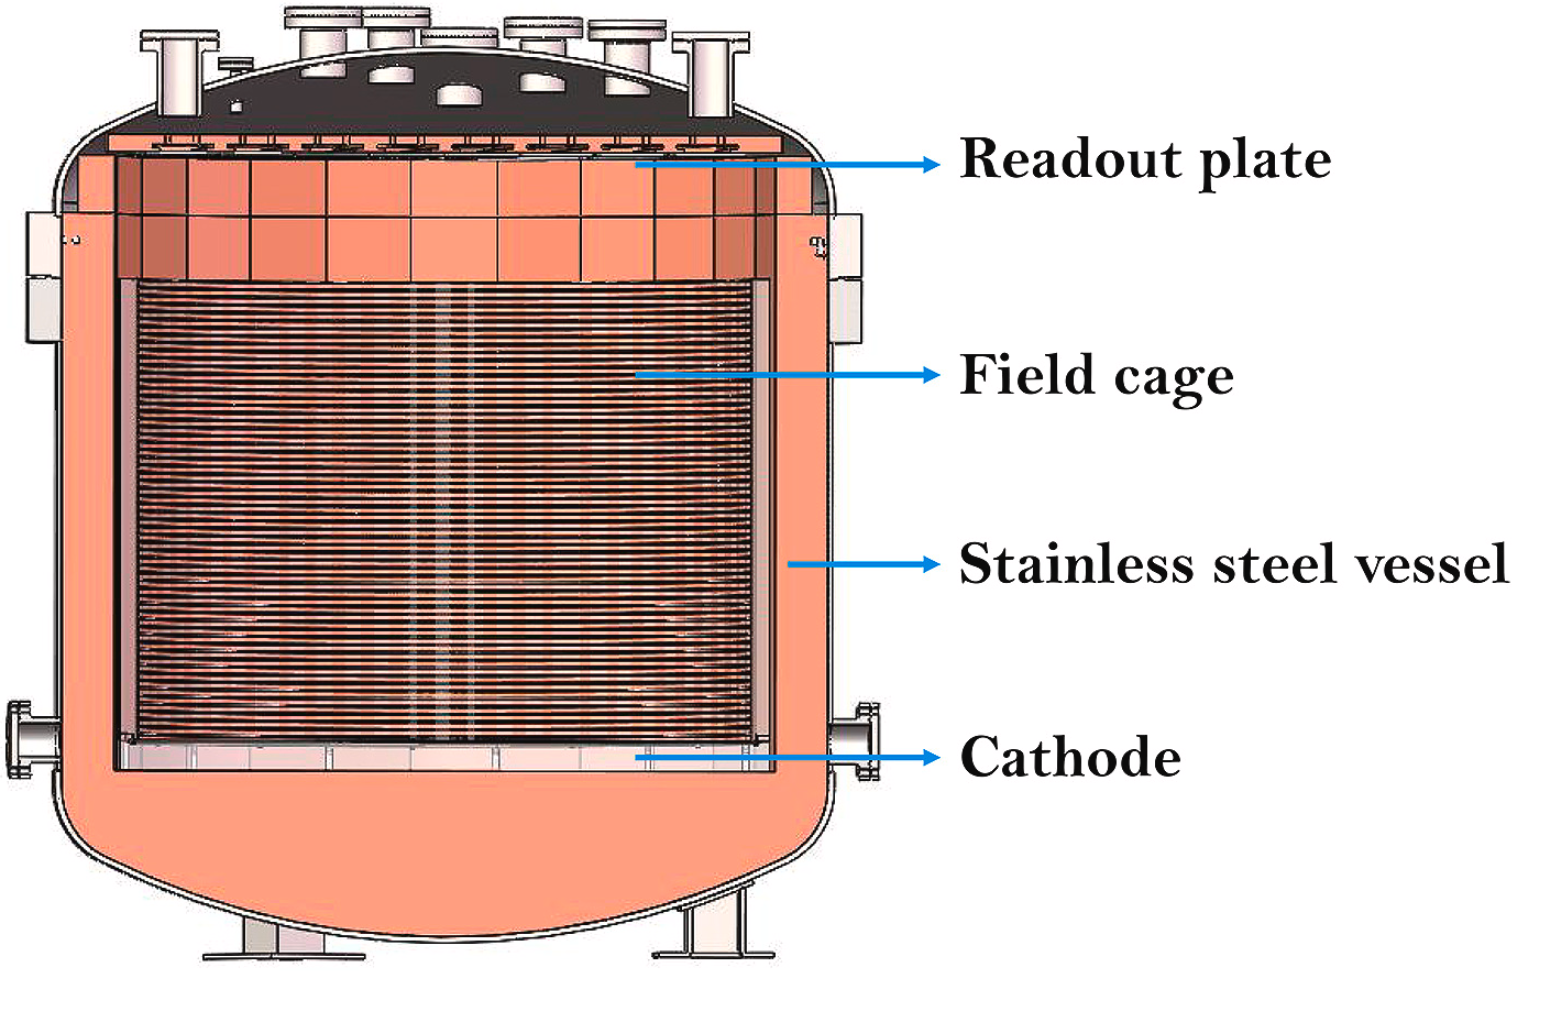 Readout plate
Field cage
Stainless steel vessel
Cathode